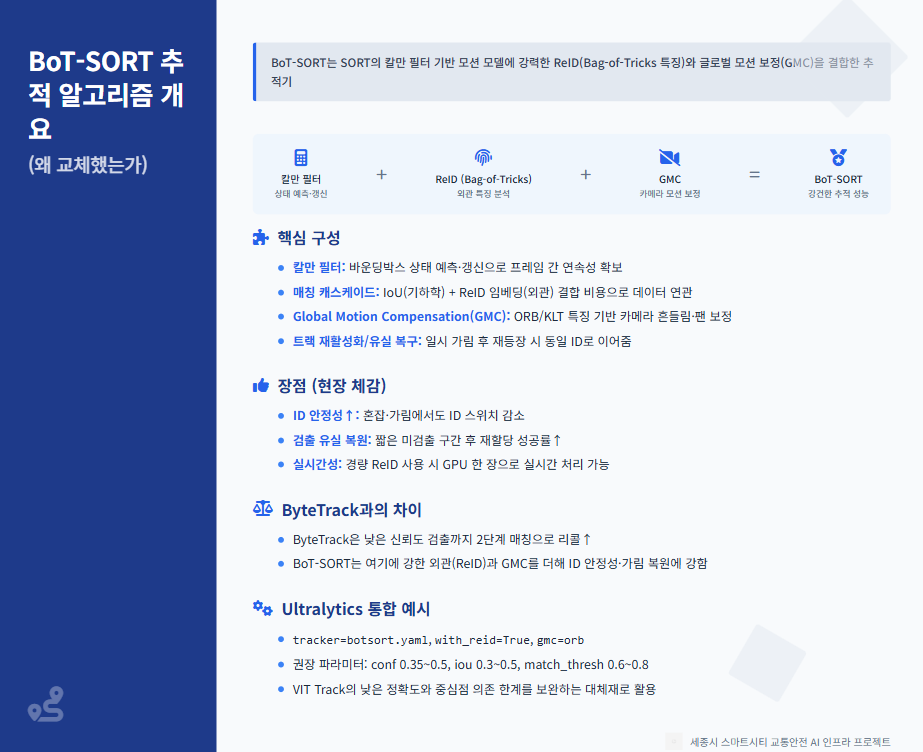 BoT-SORT 추
적 알고리즘 개
요
(왜 교체했는가)
BoT-SORT는 SORT의 칼만 필터 기반 모션 모델에 강력한 ReID(Bag-of-Tricks 특징)와 글로벌 모션 보정(GMC)을 결합한 추
적기
칼만 필터
상태 예측·갱신
+
ReID (Bag-of-Tricks)
외관 특징 분석
+
GMC
카메라 모션 보정
=
BoT-SORT
강건한 추적 성능
핵심 구성
칼만 필터: 바운딩박스 상태 예측·갱신으로 프레임 간 연속성 확보
매칭 캐스케이드: IoU(기하학) + ReID 임베딩(외관) 결합 비용으로 데이터 연관
Global Motion Compensation(GMC): ORB/KLT 특징 기반 카메라 흔들림·팬 보정
트랙 재활성화/유실 복구: 일시 가림 후 재등장 시 동일 ID로 이어줌
장점 (현장 체감)
ID 안정성↑: 혼잡·가림에서도 ID 스위치 감소
검출 유실 복원: 짧은 미검출 구간 후 재할당 성공률↑
실시간성: 경량 ReID 사용 시 GPU 한 장으로 실시간 처리 가능
ByteTrack과의 차이
ByteTrack은 낮은 신뢰도 검출까지 2단계 매칭으로 리콜↑
BoT-SORT는 여기에 강한 외관(ReID)과 GMC를 더해 ID 안정성·가림 복원에 강함
Ultralytics 통합 예시
tracker=botsort.yaml, with_reid=True, gmc=orb
권장 파라미터: conf 0.35~0.5, iou 0.3~0.5, match_thresh 0.6~0.8
VIT Track의 낮은 정확도와 중심점 의존 한계를 보완하는 대체재로 활용
세종시 스마트시티 교통안전 AI 인프라 프로젝트